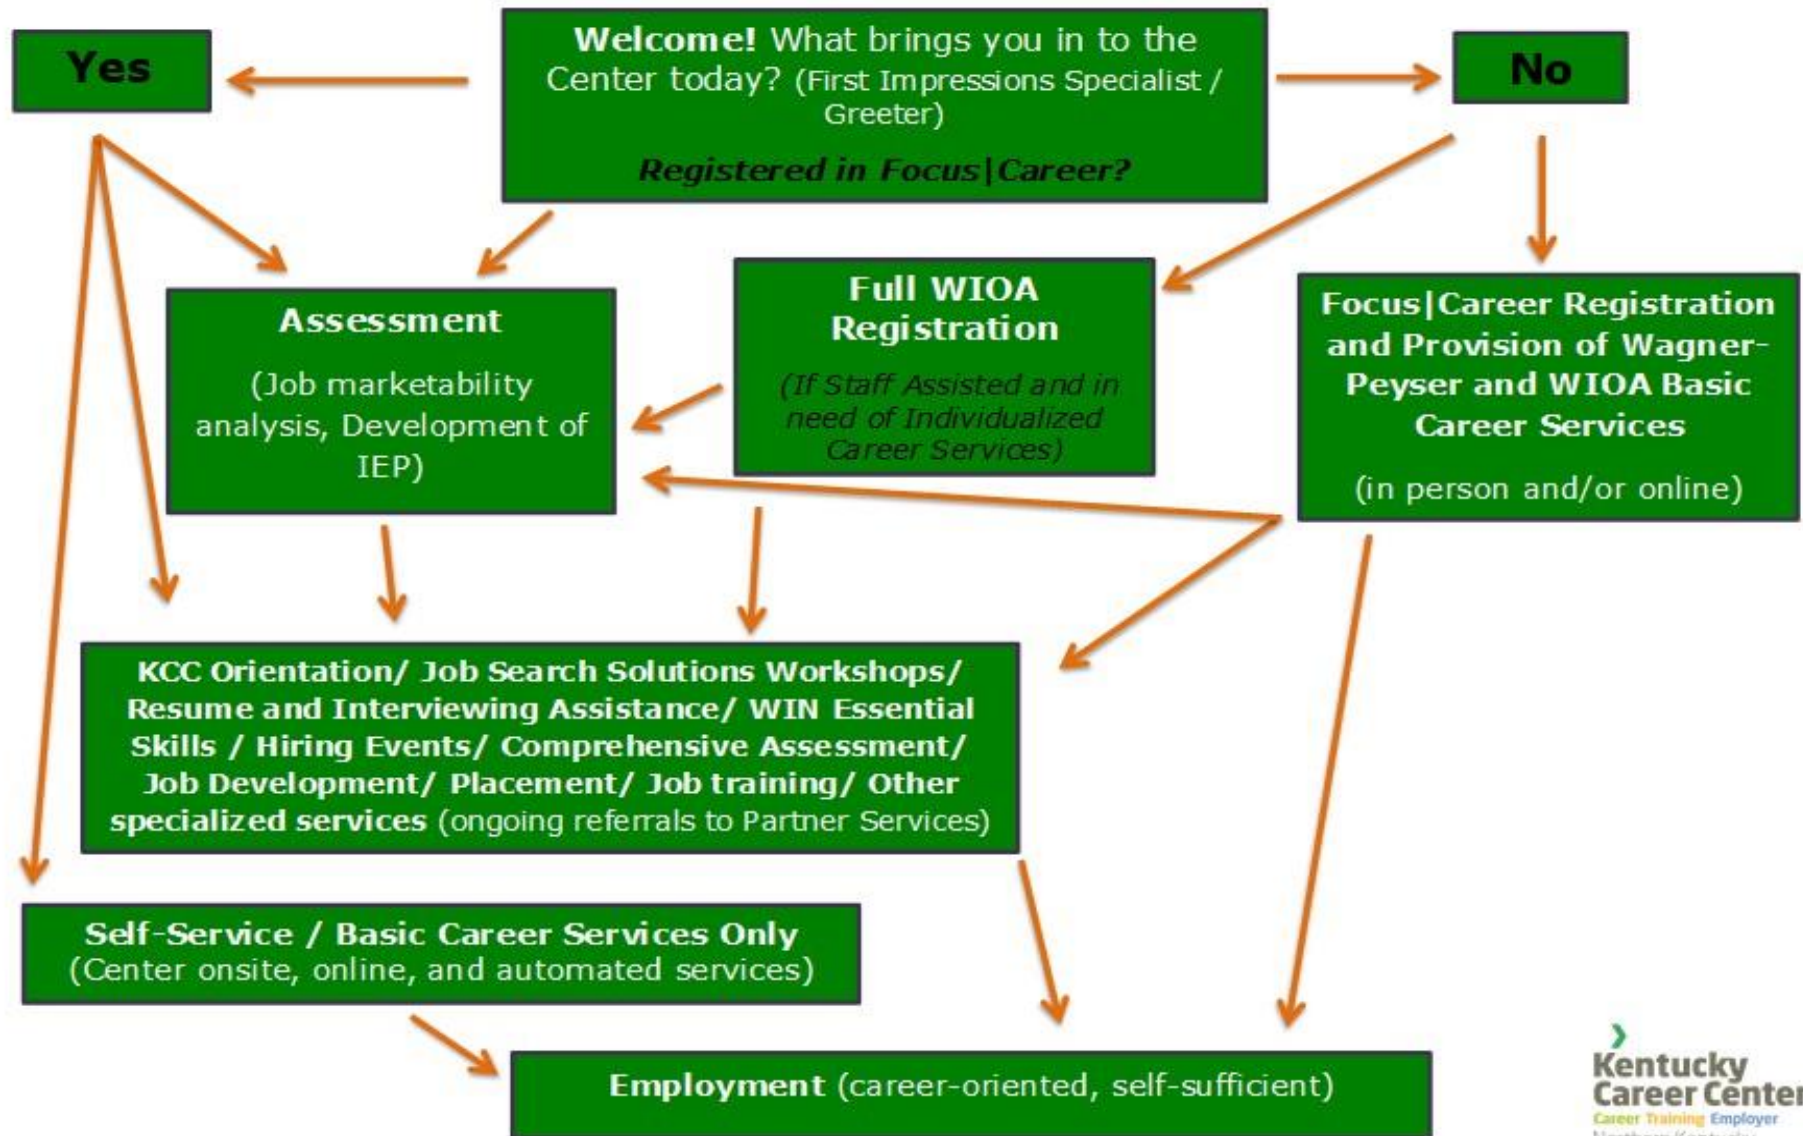 Yes
Welcome! What brings you in to the
Center today? (First Impressions Specialist /
Greeter)
Registered in Focus|Career?
No
Assessment
(Job marketability
analysis, Development of
IEP)
Full WIOA
Registration
(If Staff Assisted and in
need of Individualized
Career Services)
Focus|Career Registration
and Provision of Wagner-
Peyser and WIOA Basic
Career Services
(in person and/or online)
KCC Orientation/ Job Search Solutions Workshops/
Resume and Interviewing Assistance/ WIN Essential
Skills / Hiring Events/ Comprehensive Assessment/
Job Development/ Placement/ Job training/ Other
specialized services (ongoing referrals to Partner Services)
Self-Service / Basic Career Services Only
(Center onsite, online, and automated services)
Employment (career-oriented, self-sufficient)
Kentucky
Career Center
Career Training Employer
Northern Kentucky